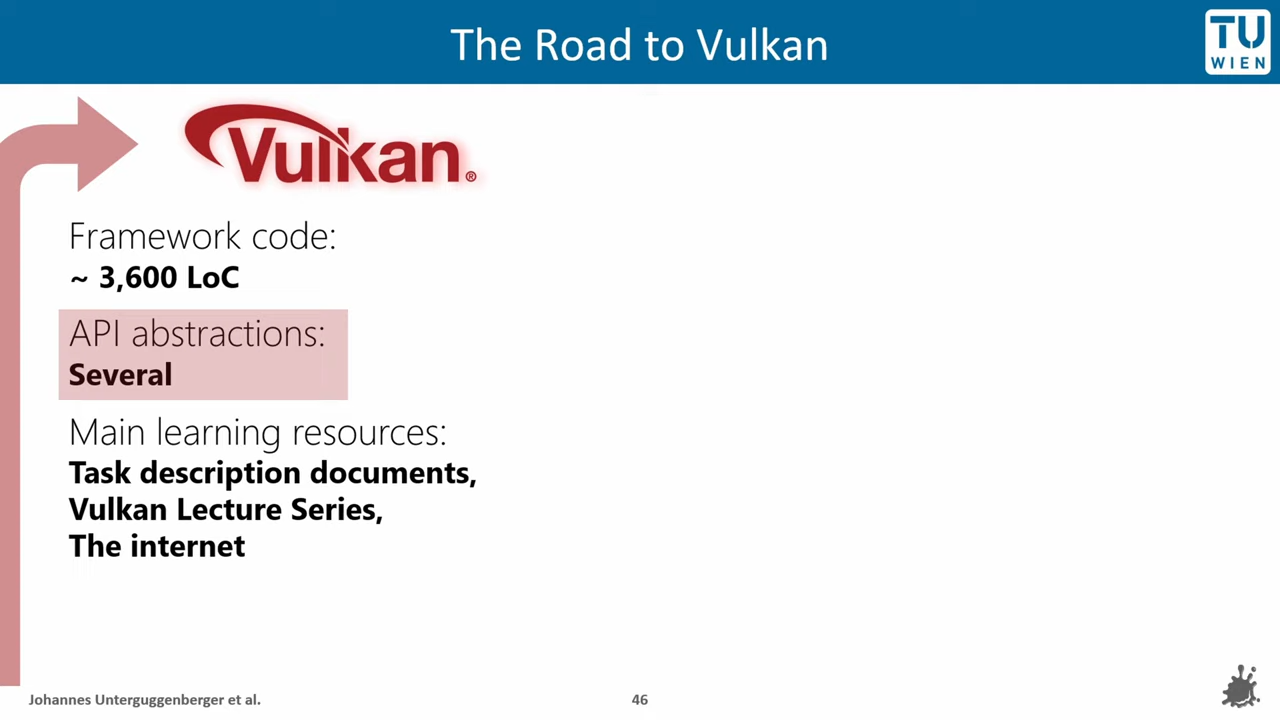 The Road to Vulkan
TU
WIEN
Vulkan®
Framework code:
~ 3,600 LoC
API abstractions:
Several
Main learning resources:
Task description documents,
Vulkan Lecture Series,
The internet
Johannes Unterguggenberger et al.
46